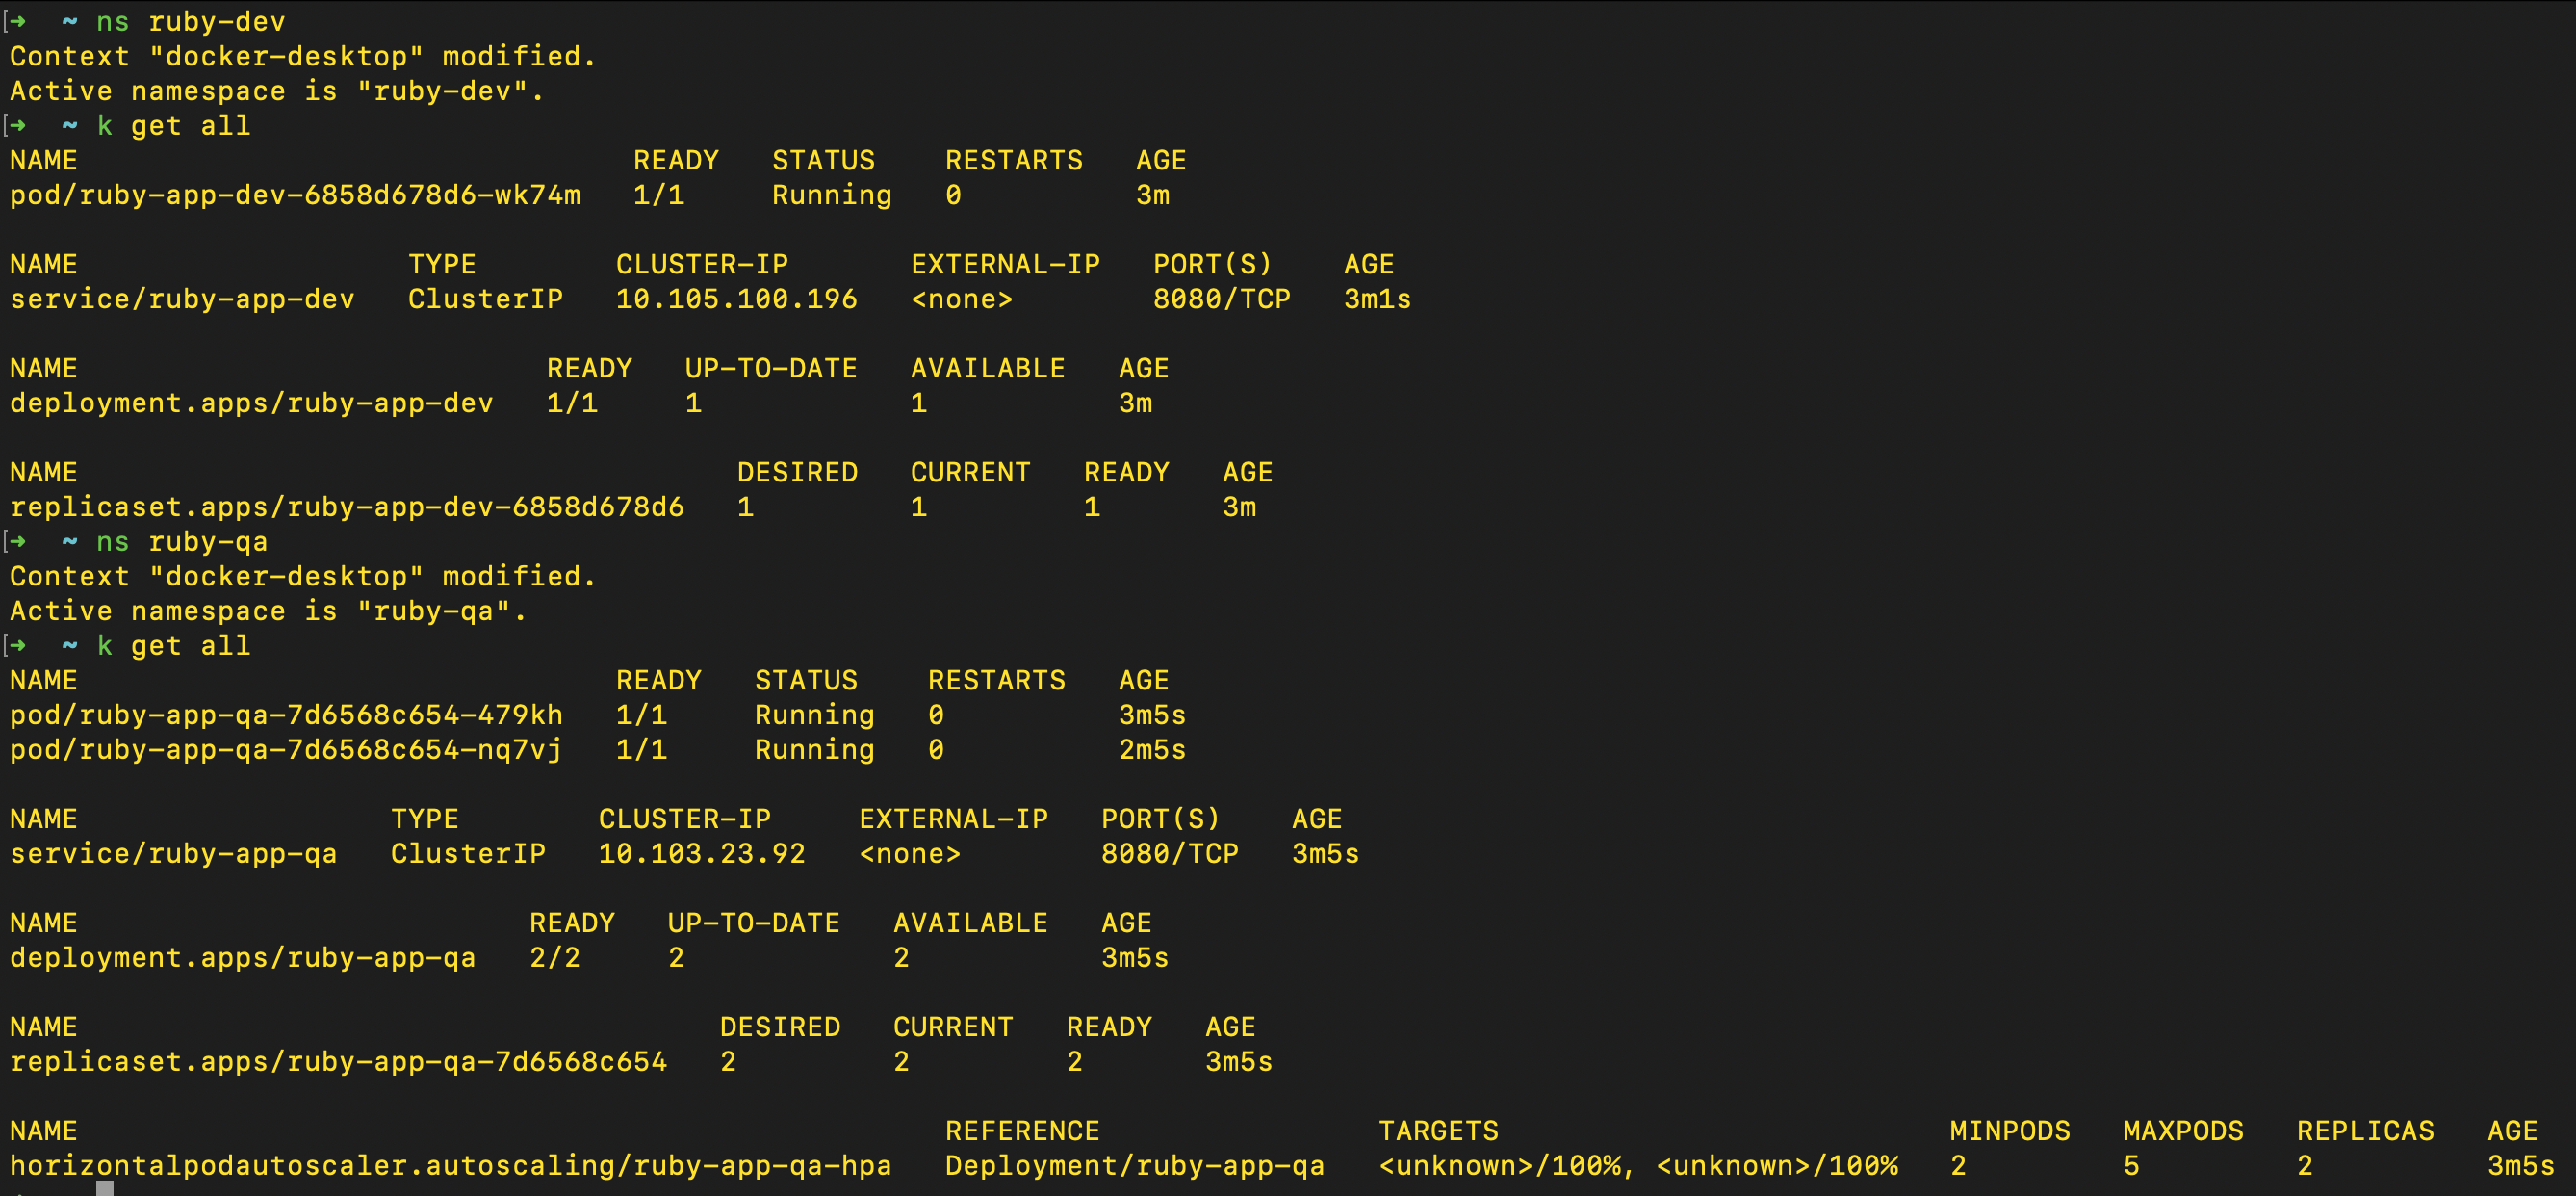 [➜ ~ ns ruby-dev
Context "docker-desktop" modified.
Active namespace is "ruby-dev".
[➜ ~ k get all
NAME READY STATUS RESTARTS AGE
pod/ruby-app-dev-6858d678d6-wk74m 1/1 Running 0 3m
NAME TYPE CLUSTER-IP EXTERNAL-IP PORT(S) AGE
service/ruby-app-dev ClusterIP 10.105.100.196 <none> 8080/TCP 3m1s
NAME READY UP-TO-DATE AVAILABLE AGE
deployment.apps/ruby-app-dev 1/1 1 1 3m
NAME DESIRED CURRENT READY AGE
replicaset.apps/ruby-app-dev-6858d678d6 1 1 1 3m
[➜ ~ ns ruby-qa
Context "docker-desktop" modified.
Active namespace is "ruby-qa".
[➜ ~ k get all
NAME READY STATUS RESTARTS AGE
pod/ruby-app-qa-7d6568c654-479kh 1/1 Running 0 3m5s
pod/ruby-app-qa-7d6568c654-nq7vj 1/1 Running 0 2m5s
NAME TYPE CLUSTER-IP EXTERNAL-IP PORT(S) AGE
service/ruby-app-qa ClusterIP 10.103.23.92 <none> 8080/TCP 3m5s
NAME READY UP-TO-DATE AVAILABLE AGE
deployment.apps/ruby-app-qa 2/2 2 2 3m5s
NAME DESIRED CURRENT READY AGE
replicaset.apps/ruby-app-qa-7d6568c654 2 2 2 3m5s
NAME REFERENCE TARGETS MINPODS MAXPODS REPLICAS AGE
horizontalpodautoscaler.autoscaling/ruby-app-qa-hpa Deployment/ruby-app-qa <unknown>/100%, <unknown>/100% 2 5 2 3m5s